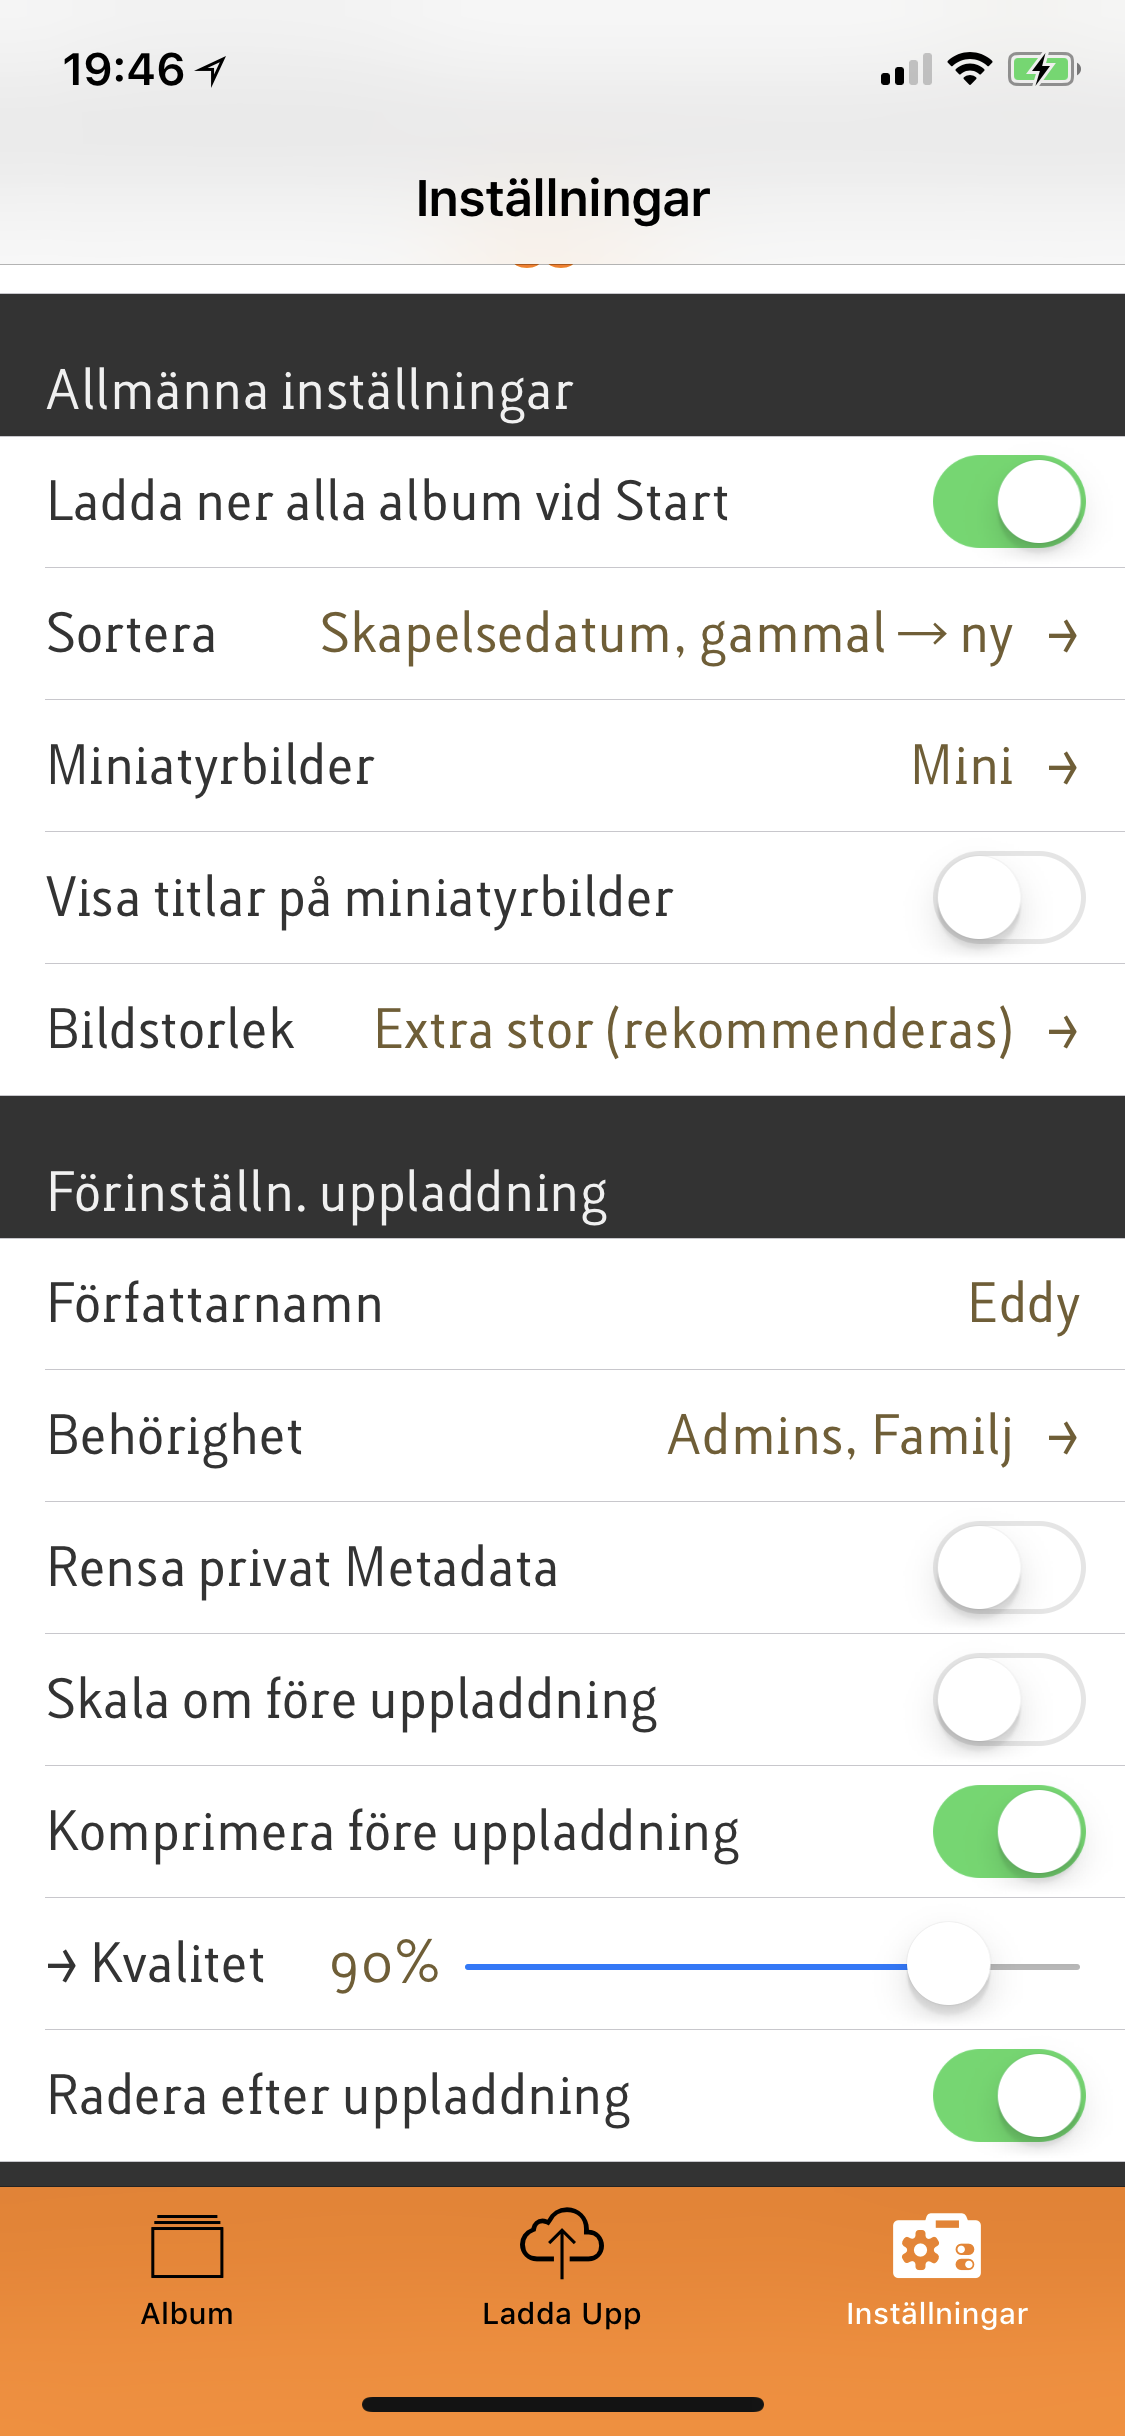 19:46
Inställningar
Allmänna inställningar
Ladda ner alla album vid Start
Sortera Skapelsedatum, gammal → ny →
Miniatyrbilder Mini →
Visa titlar på miniatyrbilder
Bildstorlek Extra stor (rekommenderas) →
Förinställn. uppladdning
Författarnamn Eddy
Behörighet Admins, Familj →
Rensa privat Metadata
Skala om före uppladdning
Komprimera före uppladdning
→ Kvalitet 90%
Radera efter uppladdning
Album Ladda Upp Inställningar